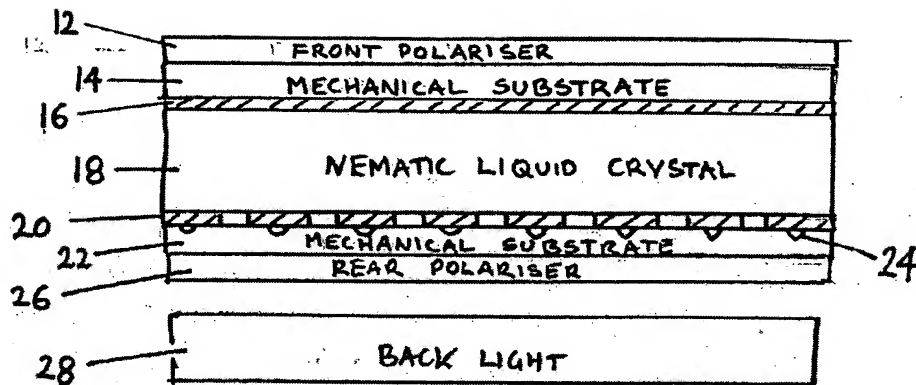 12
FRONT POLARISER
14
MECHANICAL SUBSTRATE
16
18
NEMATIC LIQUID CRYSTAL
20
22
MECHANICAL SUBSTRATE
24
26
REAR POLARISER
28
BACK LIGHT